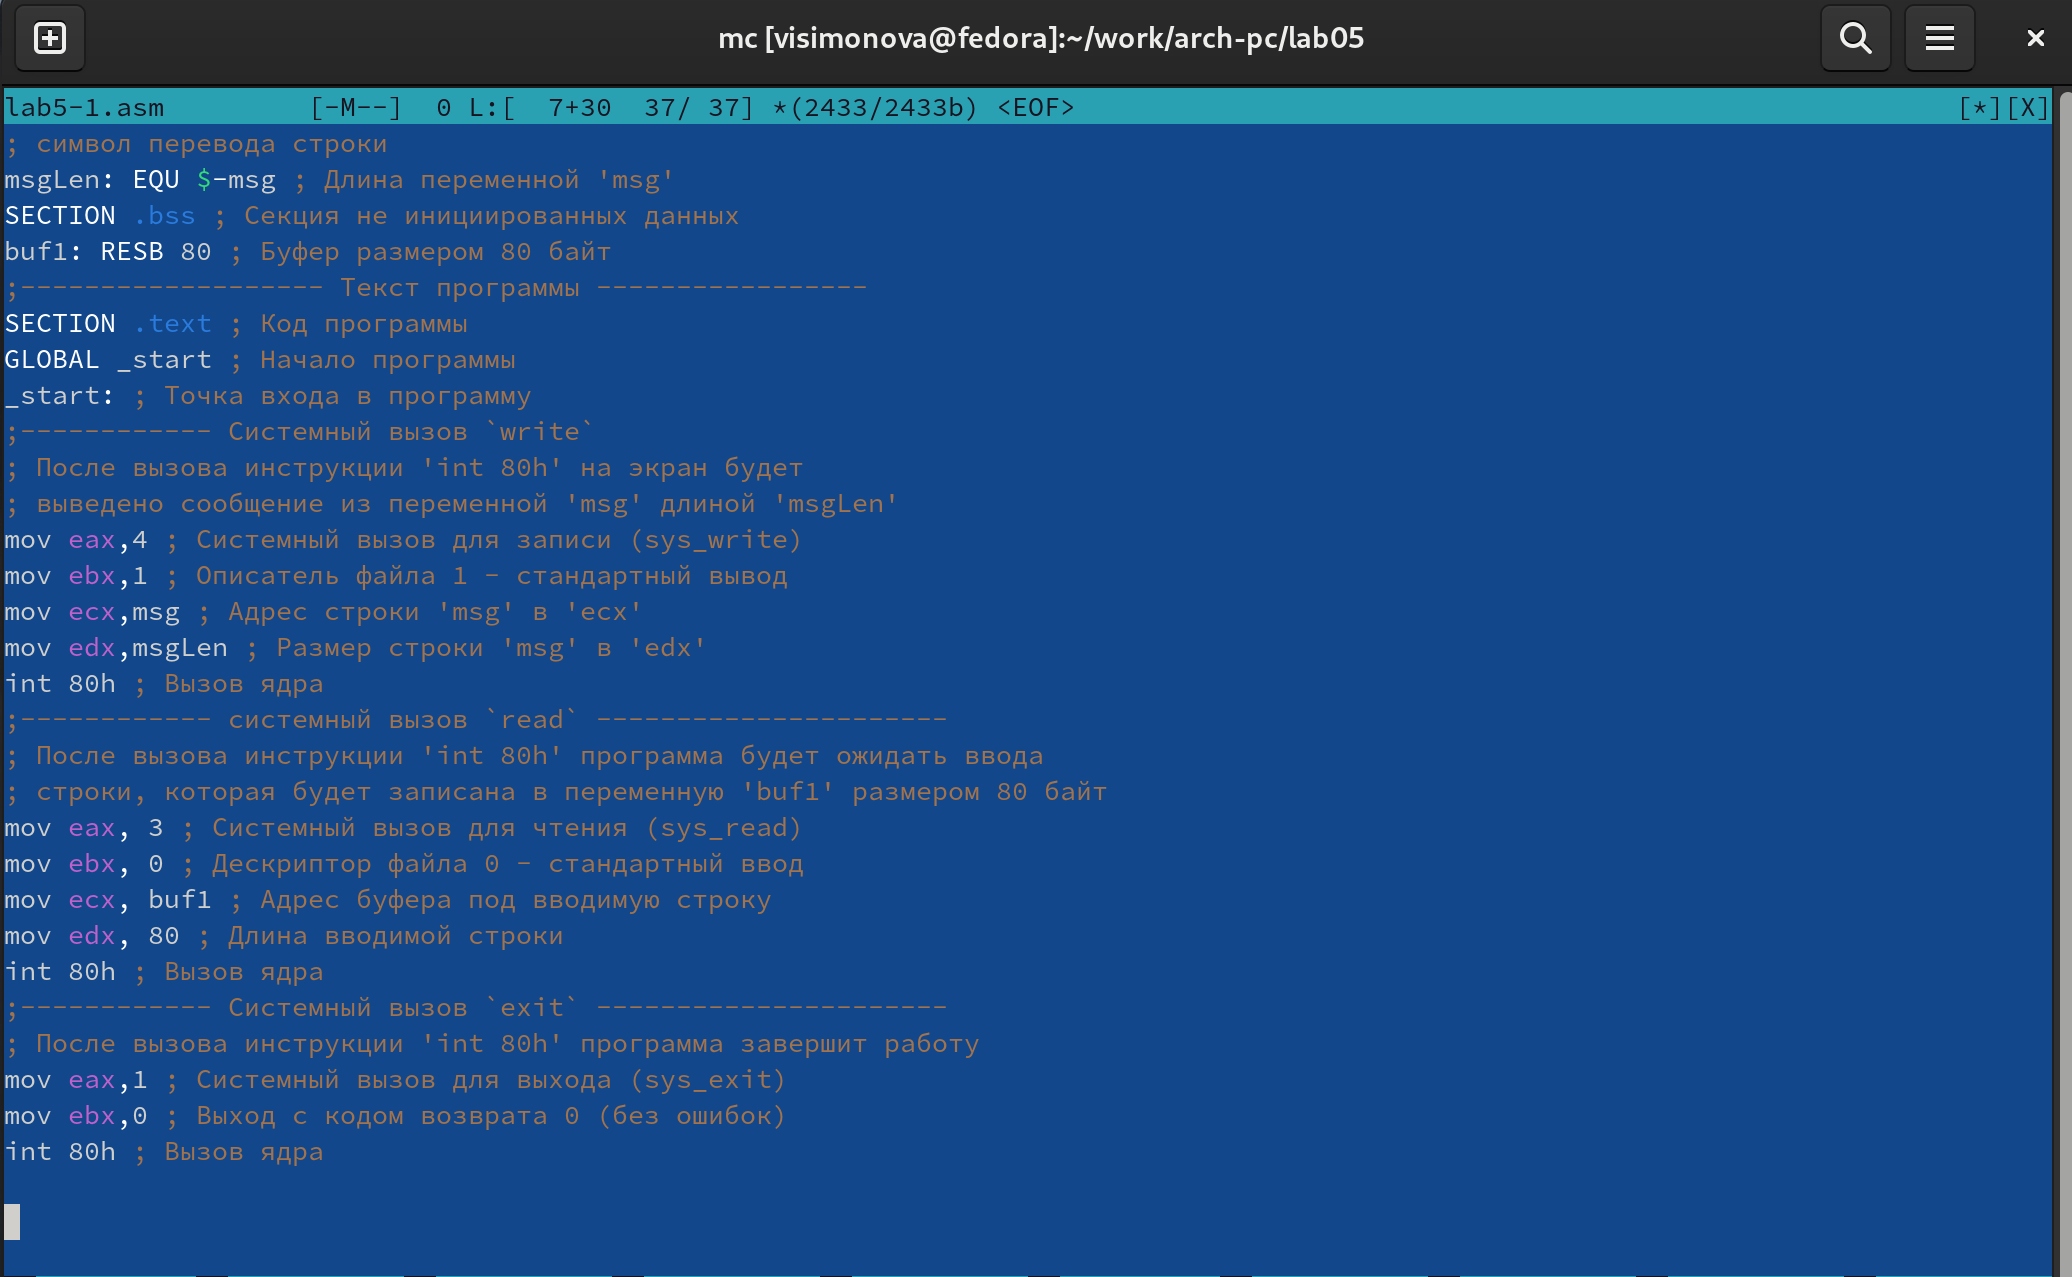 mc [visimonova@fedora]:~/work/arch-pc/lab05
lab5-1.asm         [-M--]  0 L:[  7+30  37/ 37] *(2433/2433b) <EOF>                                                       [*][X]
; символ перевода строки
msgLen: EQU $-msg ; Длина переменной 'msg'
SECTION .bss ; Секция не инициированных данных
buf1: RESB 80 ; Буфер размером 80 байт
;------------------- Текст программы -----------------
SECTION .text ; Код программы
GLOBAL _start ; Начало программы
_start: ; Точка входа в программу
;------------ Системный вызов `write`
; После вызова инструкции 'int 80h' на экран будет
; выведено сообщение из переменной 'msg' длиной 'msgLen'
mov eax,4 ; Системный вызов для записи (sys_write)
mov ebx,1 ; Описатель файла 1 - стандартный вывод
mov ecx,msg ; Адрес строки 'msg' в 'ecx'
mov edx,msgLen ; Размер строки 'msg' в 'edx'
int 80h ; Вызов ядра
;------------ системный вызов `read` ----------------------
; После вызова инструкции 'int 80h' программа будет ожидать ввода
; строки, которая будет записана в переменную 'buf1' размером 80 байт
mov eax, 3 ; Системный вызов для чтения (sys_read)
mov ebx, 0 ; Дескриптор файла 0 - стандартный ввод
mov ecx, buf1 ; Адрес буфера под вводимую строку
mov edx, 80 ; Длина вводимой строки
int 80h ; Вызов ядра
;------------ Системный вызов `exit` ----------------------
; После вызова инструкции 'int 80h' программа завершит работу
mov eax,1 ; Системный вызов для выхода (sys_exit)
mov ebx,0 ; Выход с кодом возврата 0 (без ошибок)
int 80h ; Вызов ядра